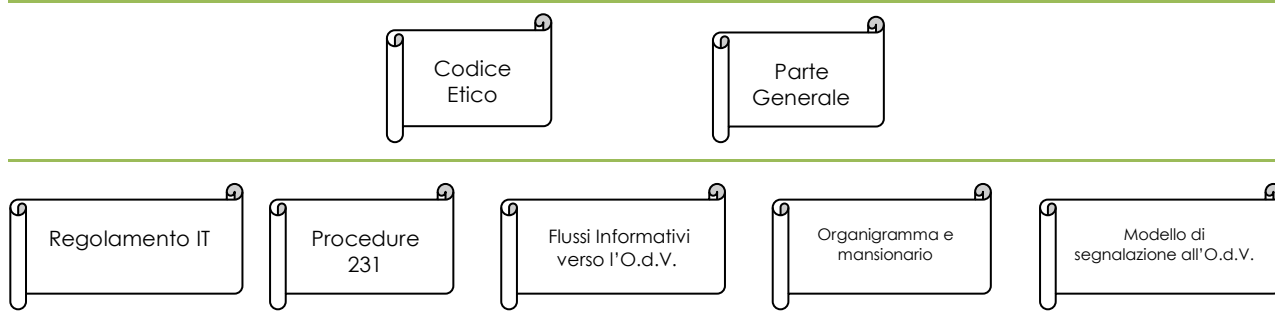 Codice
Etico
Parte
Generale
Regolamento IT
Procedure
231
Flussi Informativi
verso l'O.d.V.
Organigramma e
mansionario
Modello di
segnalazione all'O.d.V.